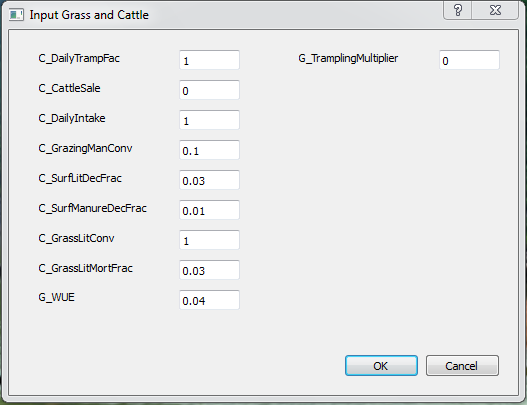 Input Grass and Cattle
C_DailyTrampFac 1 G_TramplingMultiplier 0
C_CattleSale 0
C_DailyIntake 1
C_GrazingManConv 0.1
C_SurfLitDecFrac 0.03
C_SurfManureDecFrac 0.01
C_GrassLitConv 1
C_GrassLitMortFrac 0.03
G_WUE 0.04
OK Cancel